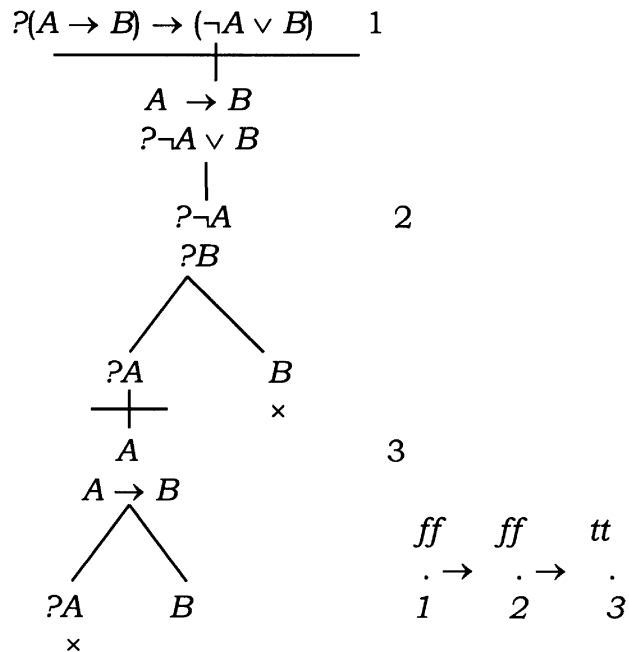 ?(A → B) → (¬A ∨ B) 1
A → B
?¬A ∨ B
?¬A 2
?B
?A B
×
A 3
A → B
ff ff tt
. → . → .
?A B 1 2 3
×